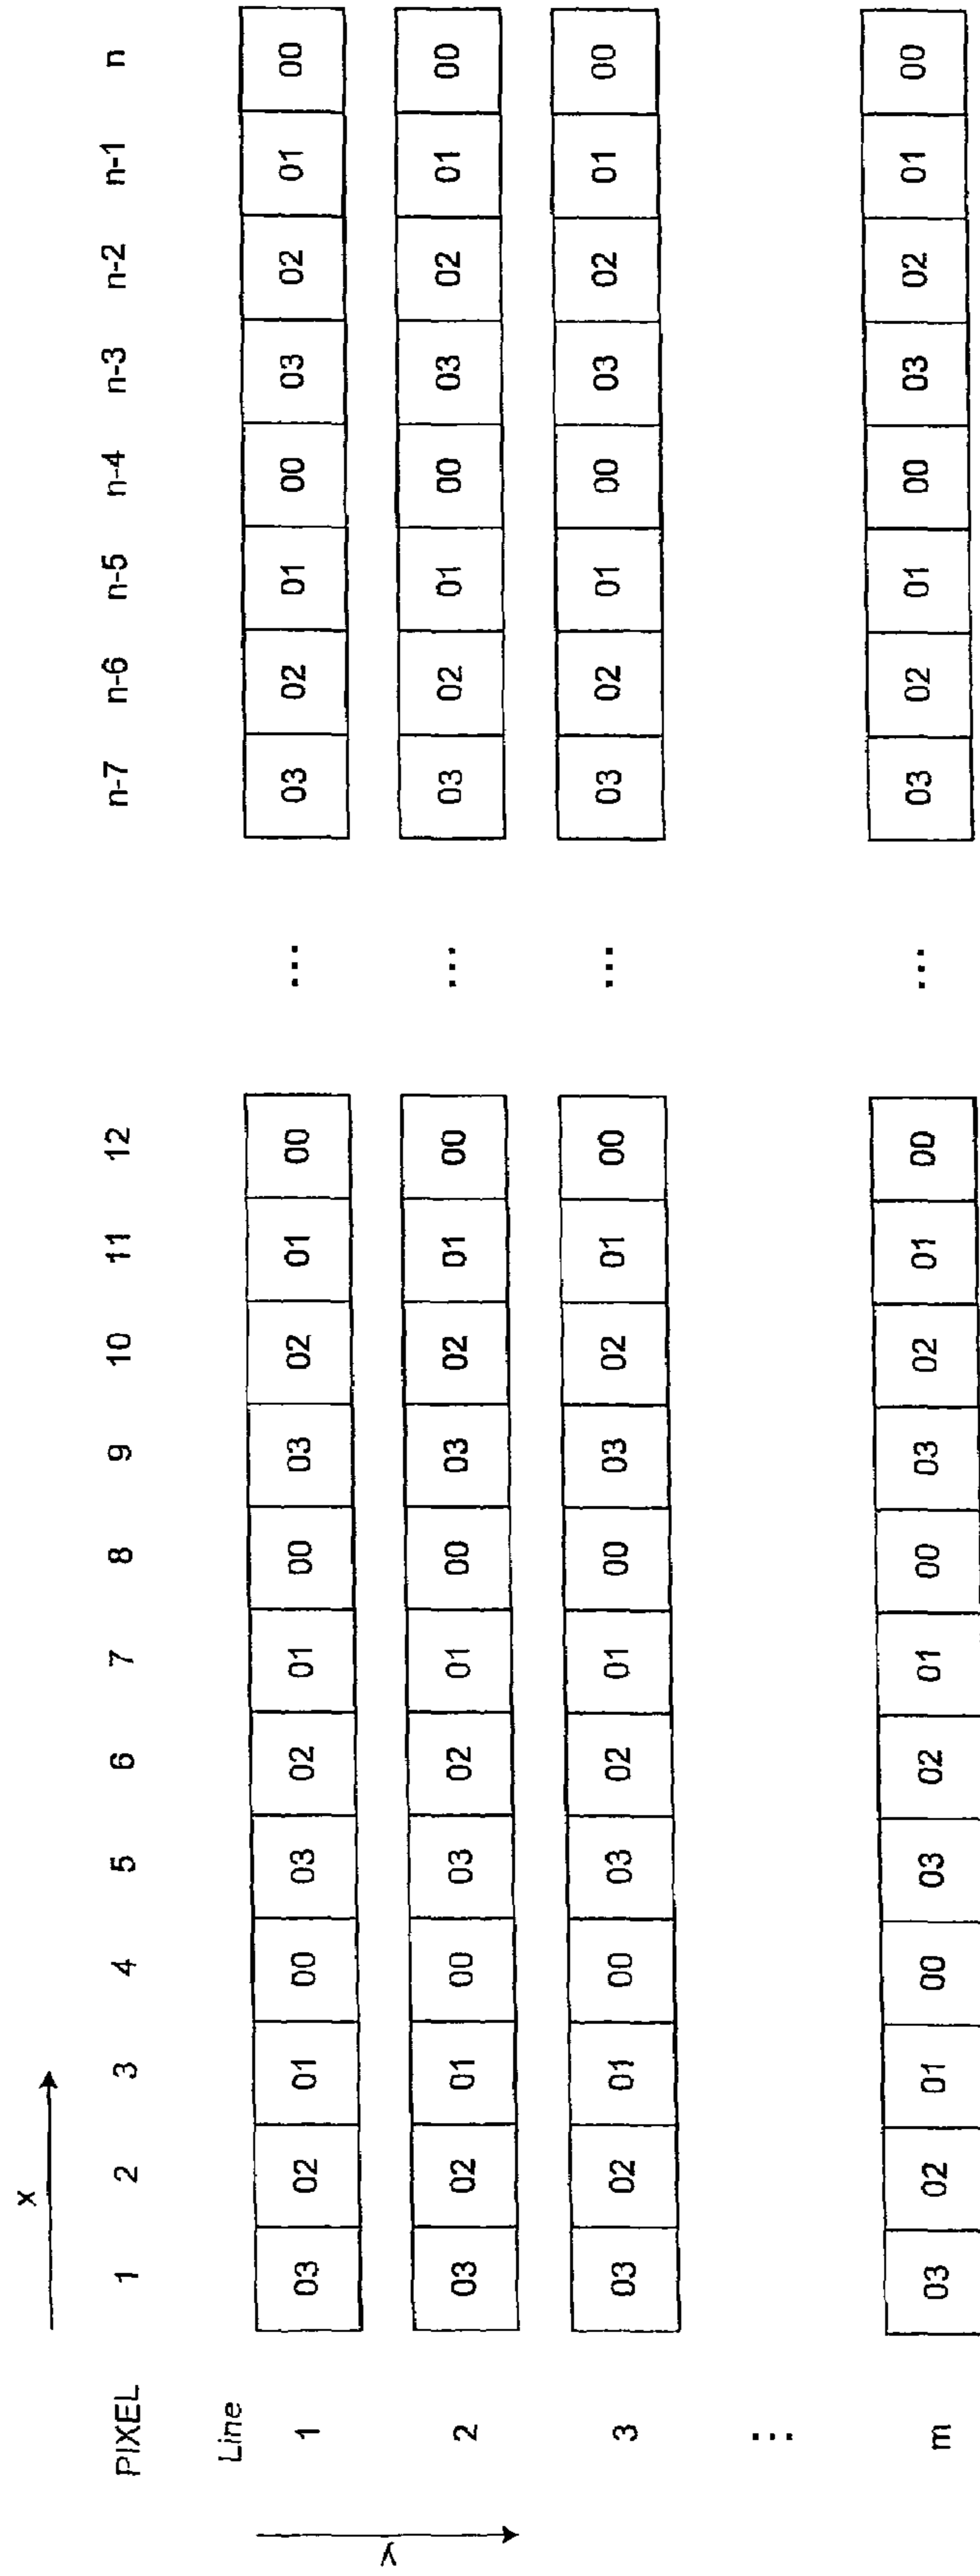 x
PIXEL 1 2 3 4 5 6 7 8 9 10 11 12 n-7 n-6 n-5 n-4 n-3 n-2 n-1 n
Line
1 03 02 01 00 03 02 01 00 03 02 01 00 ... 03 02 01 00 03 02 01 00
y
2 03 02 01 00 03 02 01 00 03 02 01 00 ... 03 02 01 00 03 02 01 00
3 03 02 01 00 03 02 01 00 03 02 01 00 ... 03 02 01 00 03 02 01 00
...
m 03 02 01 00 03 02 01 00 03 02 01 00 ... 03 02 01 00 03 02 01 00